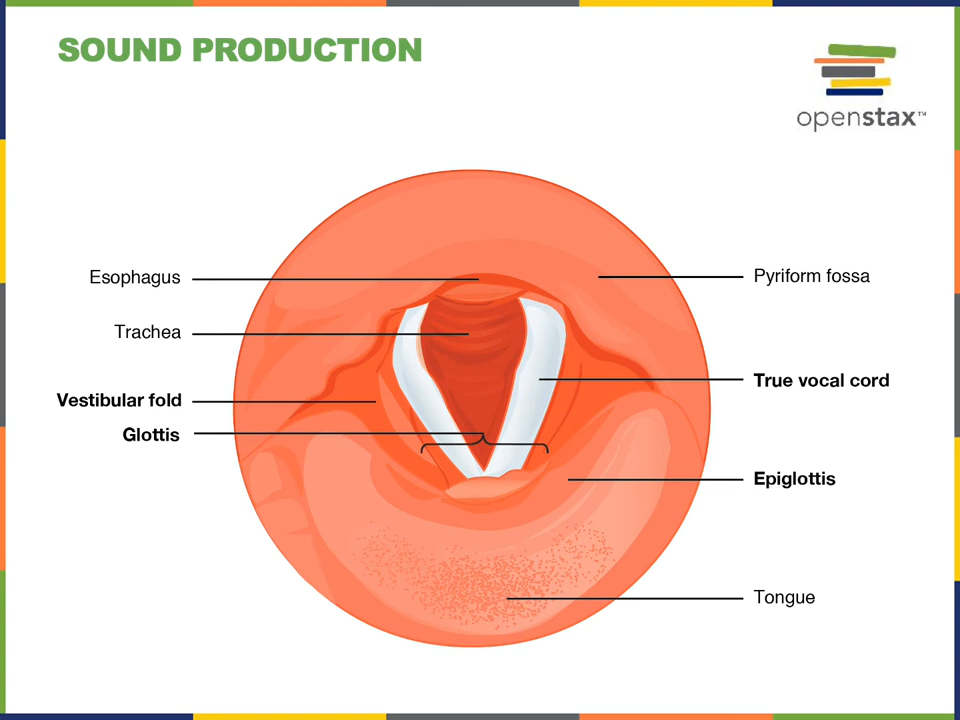 SOUND PRODUCTION
openstax™
Esophagus
Pyriform fossa
Trachea
True vocal cord
Vestibular fold
Glottis
Epiglottis
Tongue